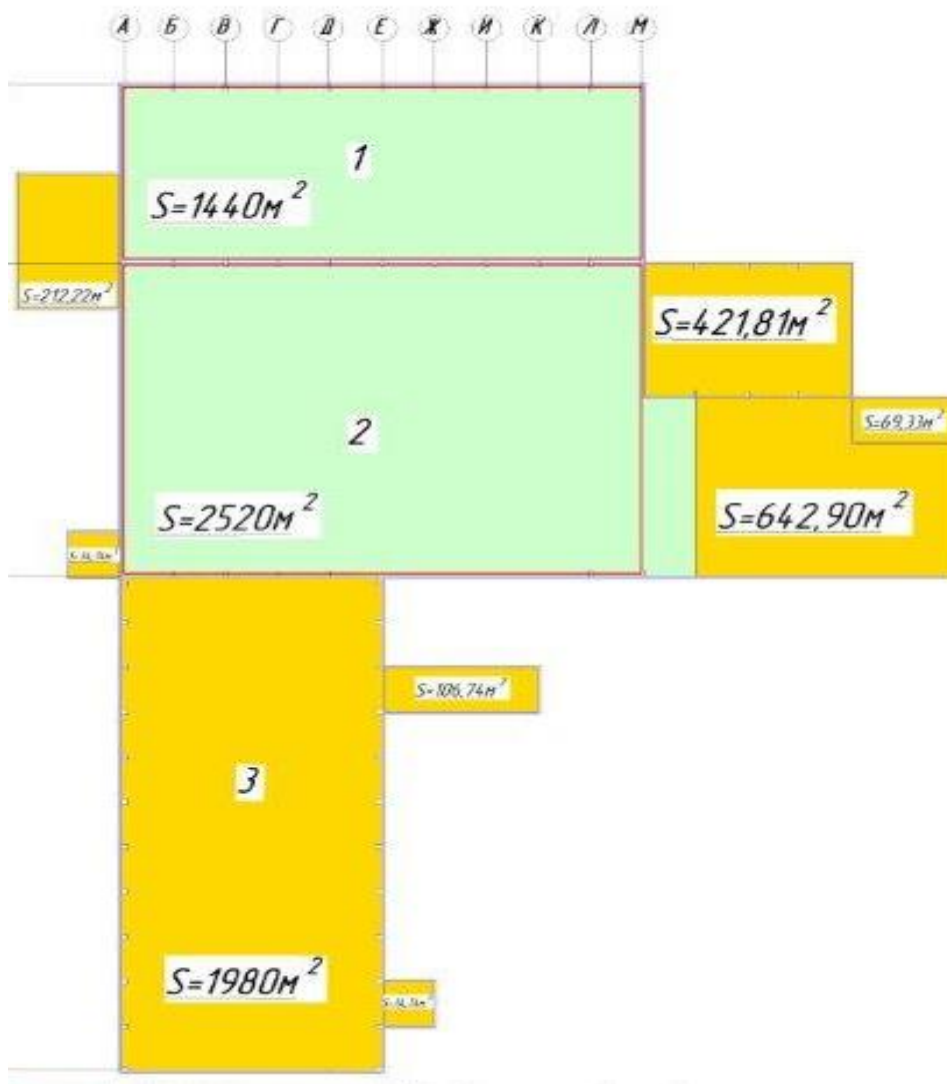 А Б В Г Д Е Ж И К Л М
1
S=1440м²
S=212,22м²
S=421,81м²
S=69,33м²
2
S=2520м²
S=642,90м²
S=106,74м²
3
S=1980м²